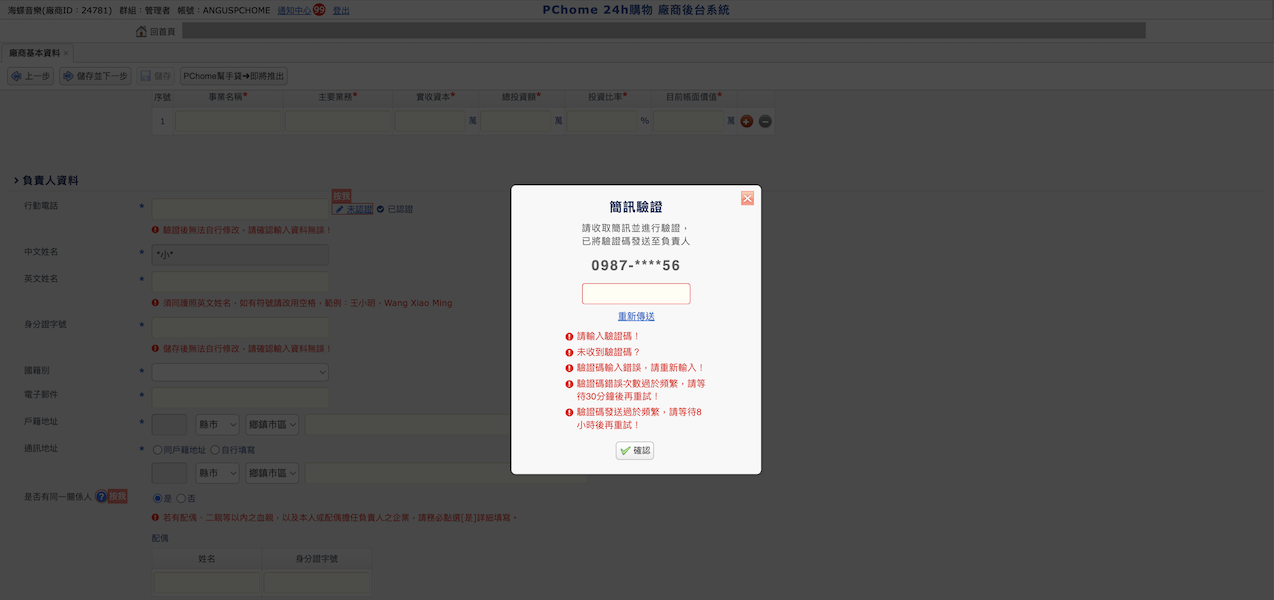 海蝶音樂(廠商ID：24781) 群組：管理者 帳號：ANGUSPCHOME 通知中心 99 登出
PChome 24h購物 廠商後台系統
回首頁
廠商基本資料 ×
上一步 儲存並下一步 儲存 PChome幫手貸➜即將推出
序號 事業名稱* 主要業務* 實收資本* 總投資額* 投資比率* 目前帳面價值*
1 萬 萬 % 萬
負責人資料
按我
行動電話 * 未認證 已認證
驗證後無法自行修改，請確認輸入資料無誤！
中文姓名 * *小*
英文姓名 *
須同護照英文姓名，如有符號請改用空格，範例：王小明，Wang Xiao Ming
身分證字號 *
儲存後無法自行修改，請確認輸入資料無誤！
國籍別 *
電子郵件 *
戶籍地址 * 縣市 鄉鎮市區
通訊地址 * 同戶籍地址 自行填寫
縣市 鄉鎮市區
是否有同一關係人 ? 按我 是 否
若有配偶、二親等以內之血親，以及本人或配偶擔任負責人之企業，請務必點選[是]詳細填寫。
配偶
姓名 身分證字號
簡訊驗證
請收取簡訊並進行驗證，
已將驗證碼發送至負責人
0987-****56
重新傳送
請輸入驗證碼！
未收到驗證碼？
驗證碼輸入錯誤，請重新輸入！
驗證碼錯誤次數過於頻繁，請等
待30分鐘後再重試！
驗證碼發送過於頻繁，請等待8
小時後再重試！
確認